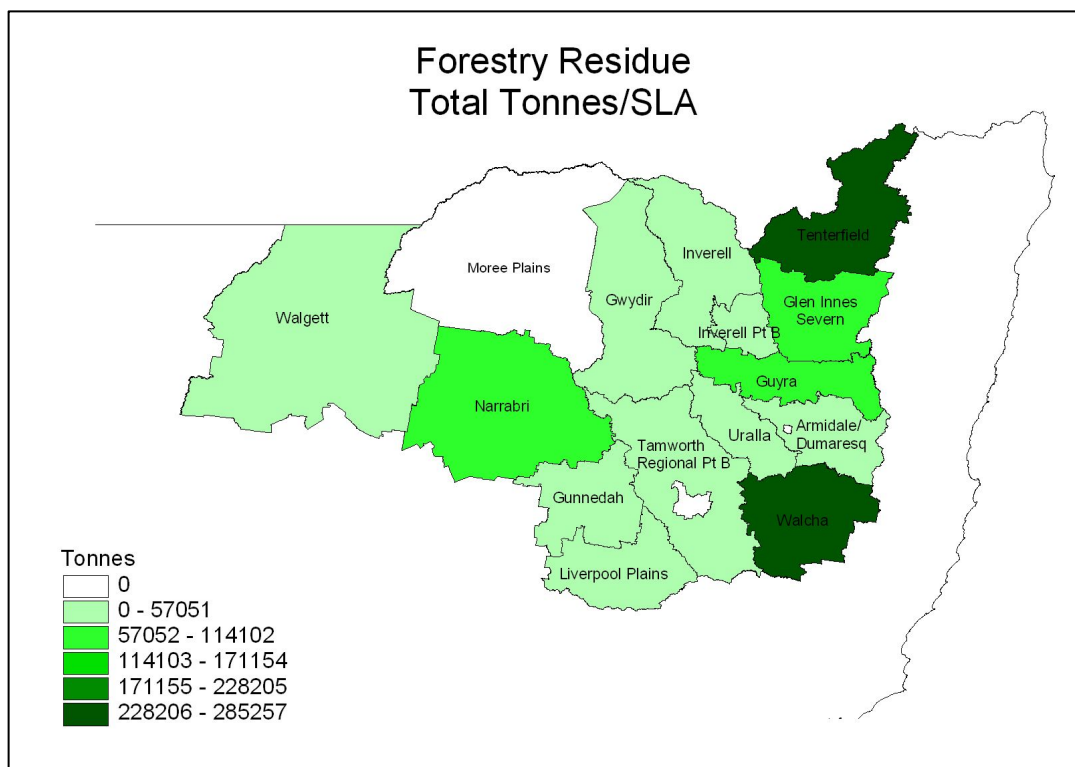 Forestry Residue
Total Tonnes/SLA
Tenterfield
Inverell
Moree Plains
Glen Innes
Severn
Gwydir
Walgett
Inverell Pt B
Guyra
Narrabri
Armidale/
Dumaresq
Uralla
Tamworth
Regional Pt B
Gunnedah
Walcha
Liverpool Plains
Tonnes
0
0 - 57051
57052 - 114102
114103 - 171154
171155 - 228205
228206 - 285257